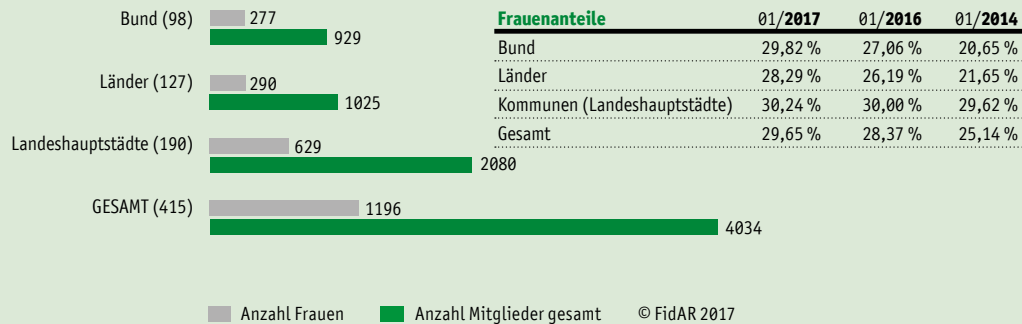 Bund (98)
277
929
Länder (127)
290
1025
Landeshauptstädte (190)
629
2080
GESAMT (415)
1196
4034
Frauenanteile 01/2017 01/2016 01/2014
Bund 29,82 % 27,06 % 20,65 %
Länder 28,29 % 26,19 % 21,65 %
Kommunen (Landeshauptstädte) 30,24 % 30,00 % 29,62 %
Gesamt 29,65 % 28,37 % 25,14 %
Anzahl Frauen Anzahl Mitglieder gesamt © FidAR 2017